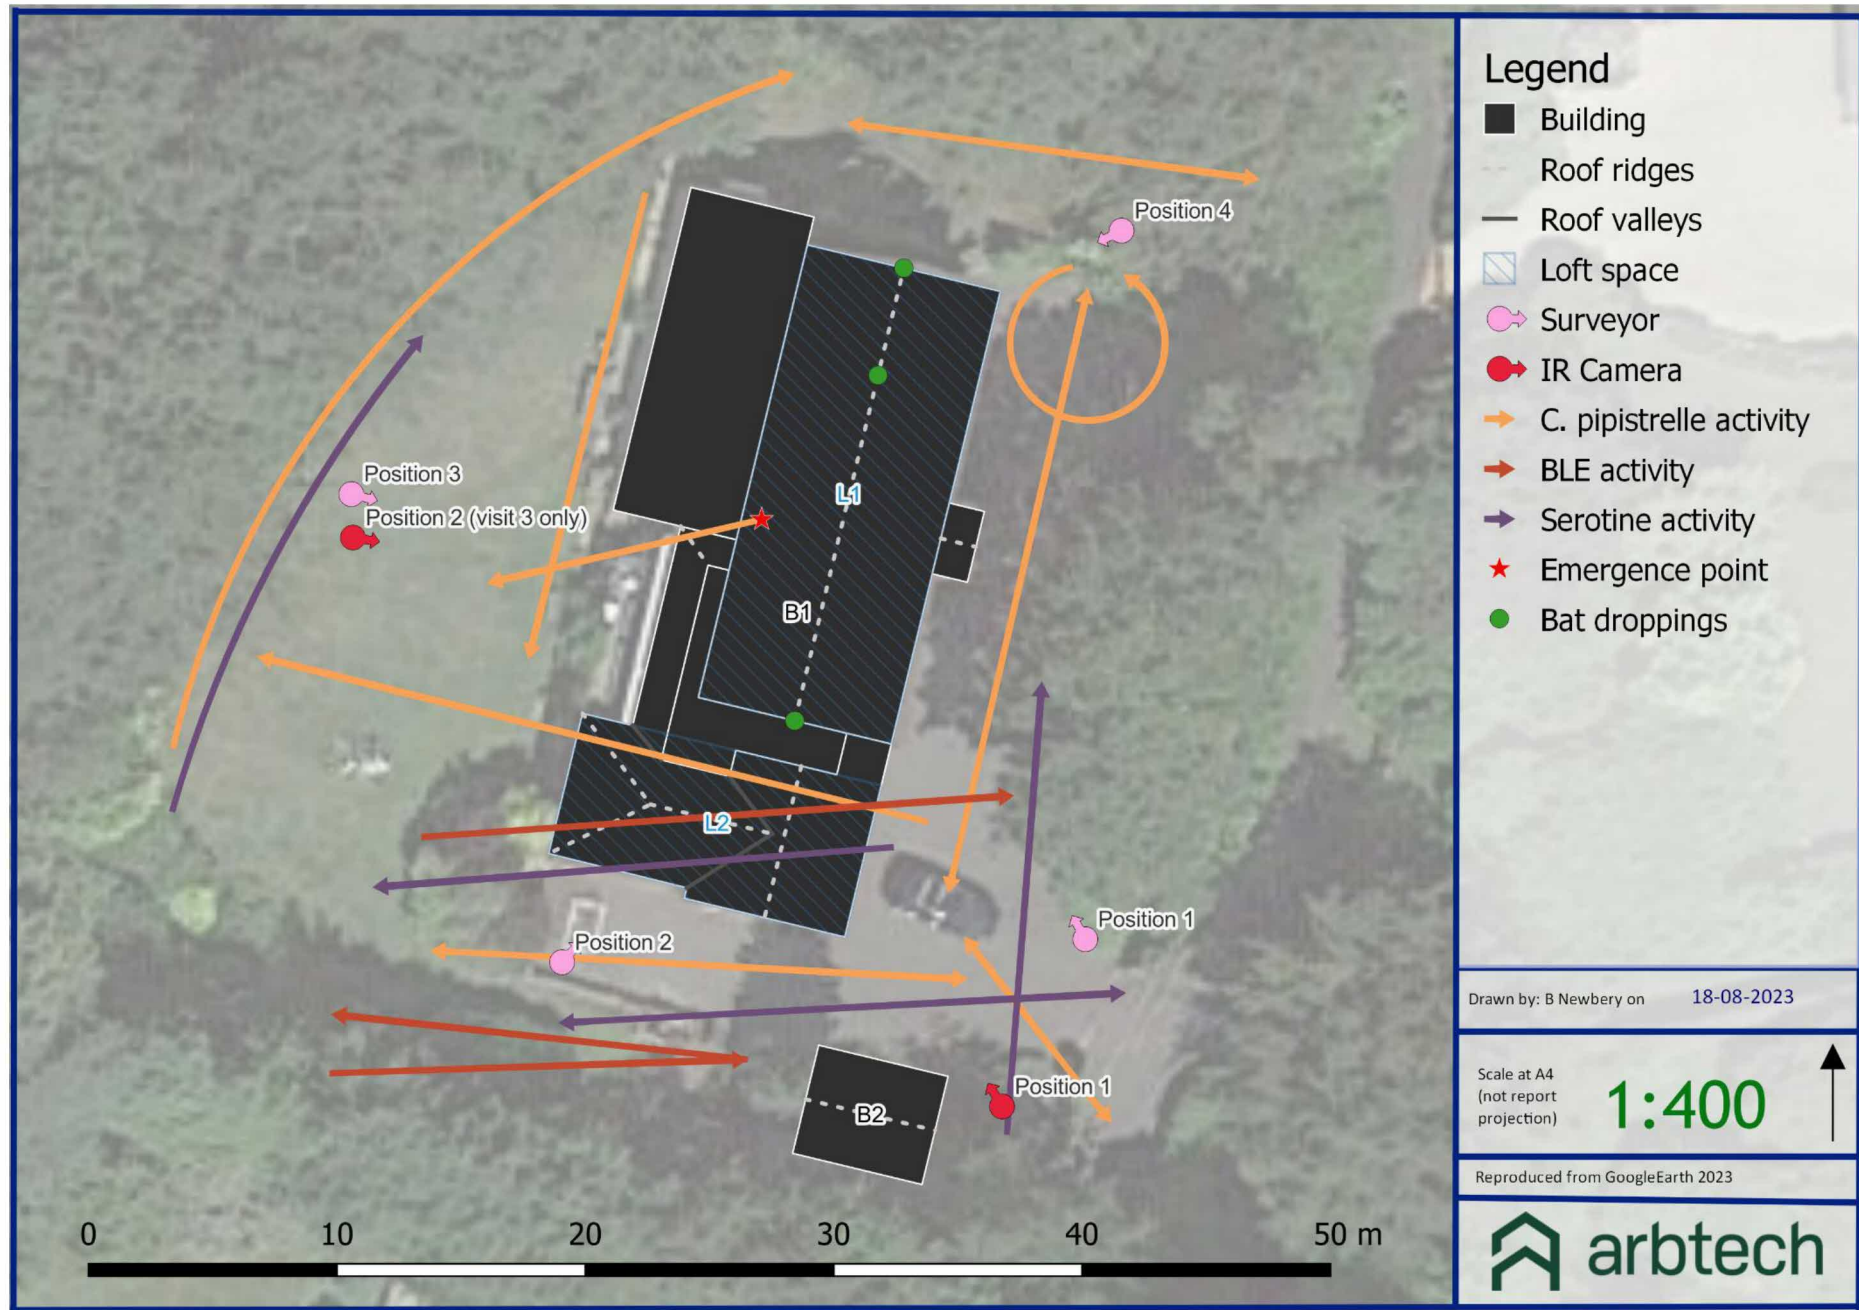 Position 4
Position 3
Position 2 (visit 3 only)
L1
B1
L2
Position 1
Position 2
Position 1
B2
0 10 20 30 40 50 m
Legend
Building
Roof ridges
Roof valleys
Loft space
Surveyor
IR Camera
C. pipistrelle activity
BLE activity
Serotine activity
Emergence point
Bat droppings
Drawn by: B Newbery on 18-08-2023
Scale at A4
(not report
projection)
1:400
Reproduced from GoogleEarth 2023
arbtech